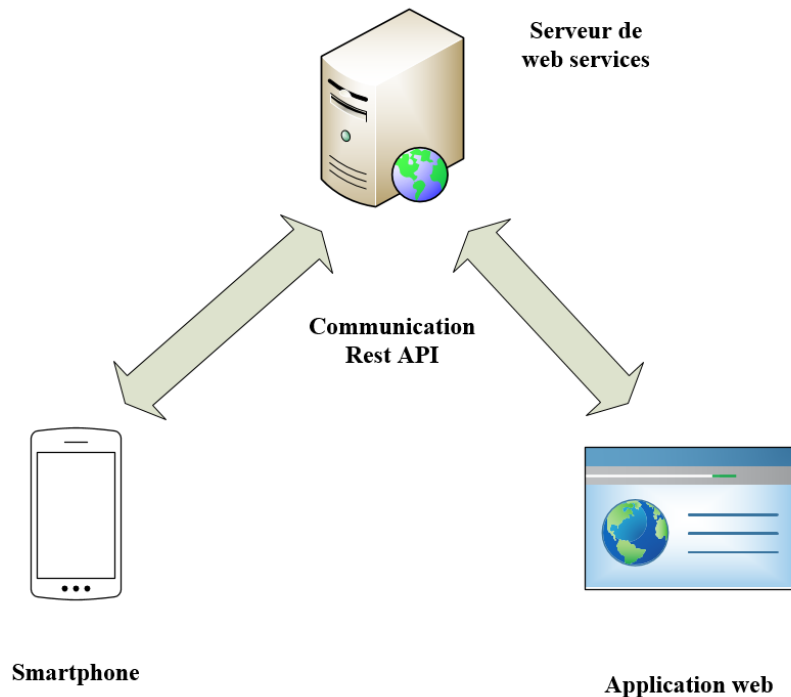 Serveur de
web services
Communication
Rest API
Smartphone
Application web